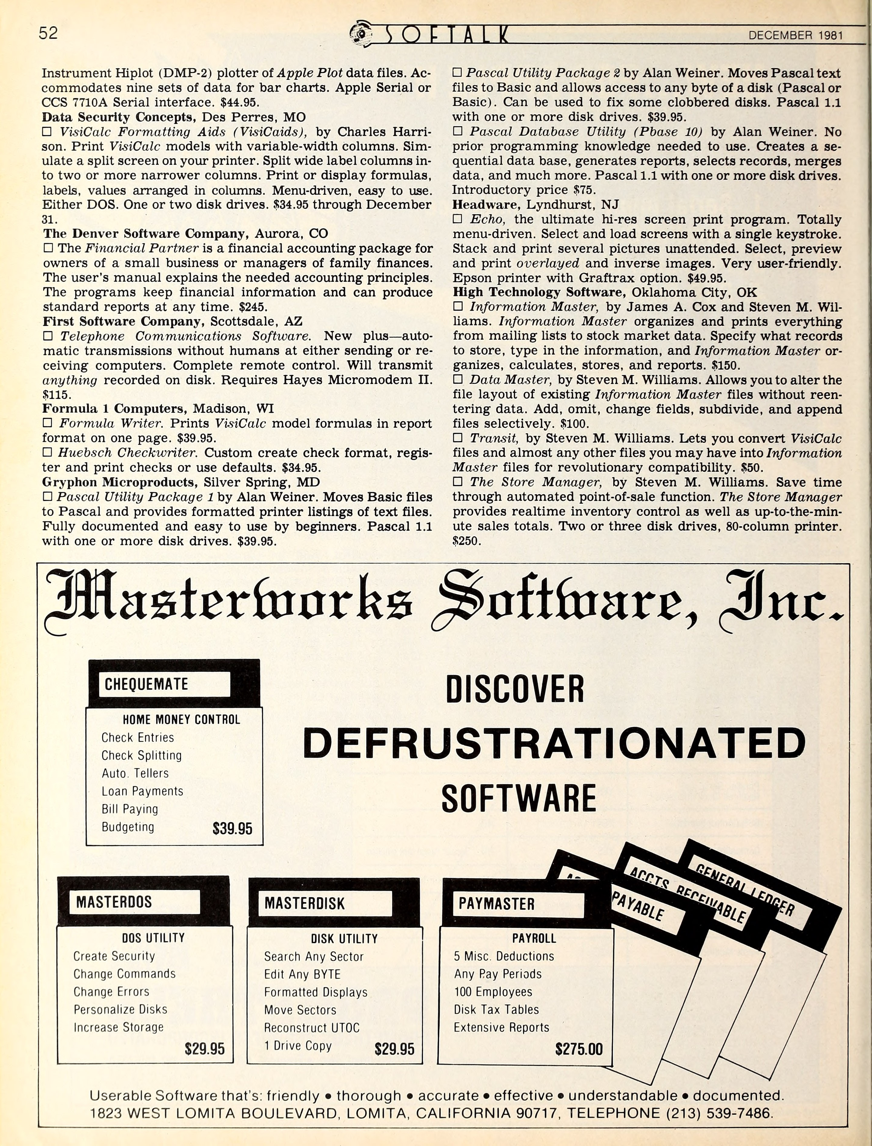 52
SOFTALK
DECEMBER 1981
Instrument Hiplot (DMP-2) plotter of Apple Plot data files. Ac-
commodates nine sets of data for bar charts. Apple Serial or
CCS 7710A Serial interface. $44.95.
Data Security Concepts, Des Perres, MO
□ VisiCalc Formatting Aids (VisiCaids), by Charles Harri-
son. Print VisiCalc models with variable-width columns. Sim-
ulate a split screen on your printer. Split wide label columns in-
to two or more narrower columns. Print or display formulas,
labels, values arranged in columns. Menu-driven, easy to use.
Either DOS. One or two disk drives. $34.95 through December
31.
The Denver Software Company, Aurora, CO
□ The Financial Partner is a financial accounting package for
owners of a small business or managers of family finances.
The user's manual explains the needed accounting principles.
The programs keep financial information and can produce
standard reports at any time. $245.
First Software Company, Scottsdale, AZ
□ Telephone Communications Software. New plus—auto-
matic transmissions without humans at either sending or re-
ceiving computers. Complete remote control. Will transmit
anything recorded on disk. Requires Hayes Micromodem II.
$115.
Formula 1 Computers, Madison, WI
□ Formula Writer. Prints VisiCalc model formulas in report
format on one page. $39.95.
□ Huebsch Checkwriter. Custom create check format, regis-
ter and print checks or use defaults. $34.95.
Gryphon Microproducts, Silver Spring, MD
□ Pascal Utility Package 1 by Alan Weiner. Moves Basic files
to Pascal and provides formatted printer listings of text files.
Fully documented and easy to use by beginners. Pascal 1.1
with one or more disk drives. $39.95.
□ Pascal Utility Package 2 by Alan Weiner. Moves Pascal text
files to Basic and allows access to any byte of a disk (Pascal or
Basic). Can be used to fix some clobbered disks. Pascal 1.1
with one or more disk drives. $39.95.
□ Pascal Database Utility (Pbase 10) by Alan Weiner. No
prior programming knowledge needed to use. Creates a se-
quential data base, generates reports, selects records, merges
data, and much more. Pascal 1.1 with one or more disk drives.
Introductory price $75.
Headware, Lyndhurst, NJ
□ Echo, the ultimate hi-res screen print program. Totally
menu-driven. Select and load screens with a single keystroke.
Stack and print several pictures unattended. Select, preview
and print overlayed and inverse images. Very user-friendly.
Epson printer with Graftrax option. $49.95.
High Technology Software, Oklahoma City, OK
□ Information Master, by James A. Cox and Steven M. Wil-
liams. Information Master organizes and prints everything
from mailing lists to stock market data. Specify what records
to store, type in the information, and Information Master or-
ganizes, calculates, stores, and reports. $150.
□ Data Master, by Steven M. Williams. Allows you to alter the
file layout of existing Information Master files without reen-
tering data. Add, omit, change fields, subdivide, and append
files selectively. $100.
□ Transit, by Steven M. Williams. Lets you convert VisiCalc
files and almost any other files you may have into Information
Master files for revolutionary compatibility. $50.
□ The Store Manager, by Steven M. Williams. Save time
through automated point-of-sale function. The Store Manager
provides realtime inventory control as well as up-to-the-min-
ute sales totals. Two or three disk drives, 80-column printer.
$250.
Masterworks Software, Inc.
CHEQUEMATE
HOME MONEY CONTROL
Check Entries
Check Splitting
Auto. Tellers
Loan Payments
Bill Paying
Budgeting $39.95
DISCOVER
DEFRUSTRATIONATED
SOFTWARE
MASTERDOS
DOS UTILITY
Create Security
Change Commands
Change Errors
Personalize Disks
Increase Storage
$29.95
MASTERDISK
DISK UTILITY
Search Any Sector
Edit Any BYTE
Formatted Displays
Move Sectors
Reconstruct UTOC
1 Drive Copy $29.95
PAYMASTER
PAYROLL
5 Misc. Deductions
Any Pay Periods
100 Employees
Disk Tax Tables
Extensive Reports
$275.00
PAYABLE
ACCTS. RECEIVABLE
GENERAL LEDGER
Userable Software that's: friendly • thorough • accurate • effective • understandable • documented.
1823 WEST LOMITA BOULEVARD, LOMITA, CALIFORNIA 90717, TELEPHONE (213) 539-7486.